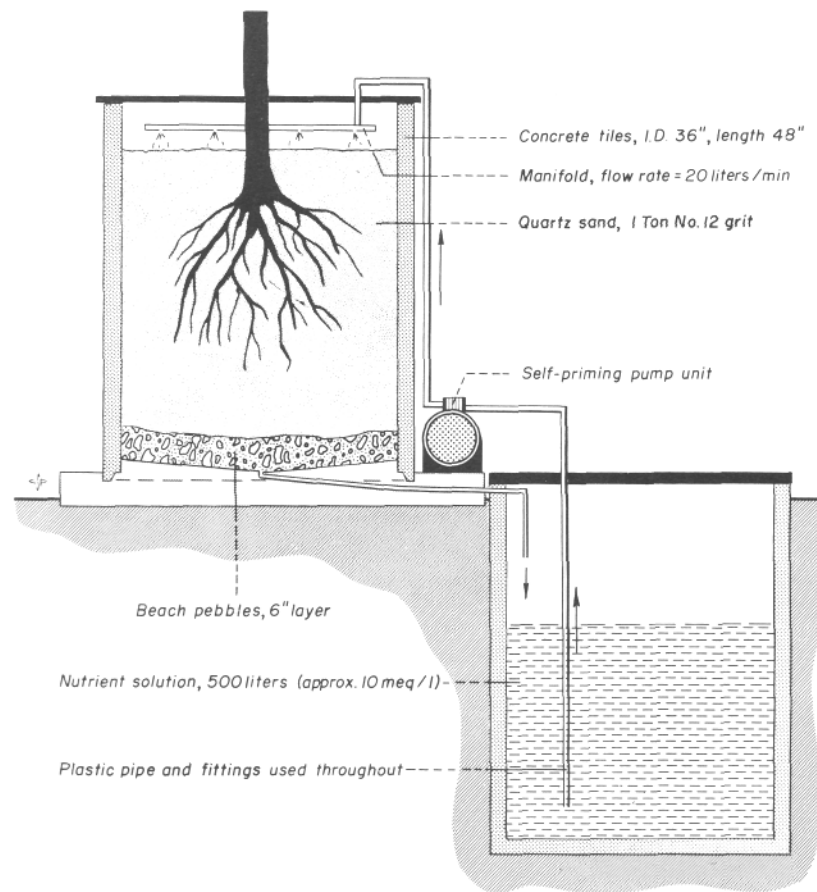 Concrete tiles, I.D. 36", length 48"
Manifold, flow rate = 20 liters/min
Quartz sand, 1 Ton No. 12 grit
Self-priming pump unit
Beach pebbles, 6" layer
Nutrient solution, 500 liters (approx. 10 meq/l)
Plastic pipe and fittings used throughout